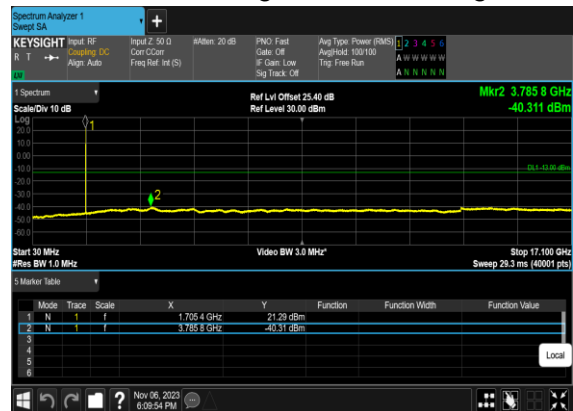 Spectrum Analyzer 1
Swept SA
+
KEYSIGHT Input: RF Input Z: 50 Ω #Atten: 20 dB PNO: Fast Avg Type: Power (RMS) 1 2 3 4 5 6
R T Coupling: DC Corr CCorr Gate: Off Avg|Hold: 100/100 A W W W W W
Align: Auto Freq Ref: Int (S) IF Gain: Low Trig: Free Run
LW Sig Track: Off A N N N N N
1 Spectrum Ref Lvl Offset 25.40 dB Mkr2 3.785 8 GHz
Scale/Div 10 dB Ref Level 30.00 dBm -40.311 dBm
Log
1
20.0
10.0
0.00
-10.0
DL1 -13.00 dBm
-20.0
-30.0
2
-40.0
-50.0
-60.0
Start 30 MHz Video BW 3.0 MHz* Stop 17.100 GHz
#Res BW 1.0 MHz Sweep 29.3 ms (40001 pts)
5 Marker Table
Mode Trace Scale X Y Function Function Width Function Value
1 N 1 f 1.705 4 GHz 21.29 dBm
2 N 1 f 3.785 8 GHz -40.31 dBm
3
4
5
6
Local
? Nov 06, 2023
6:09:54 PM